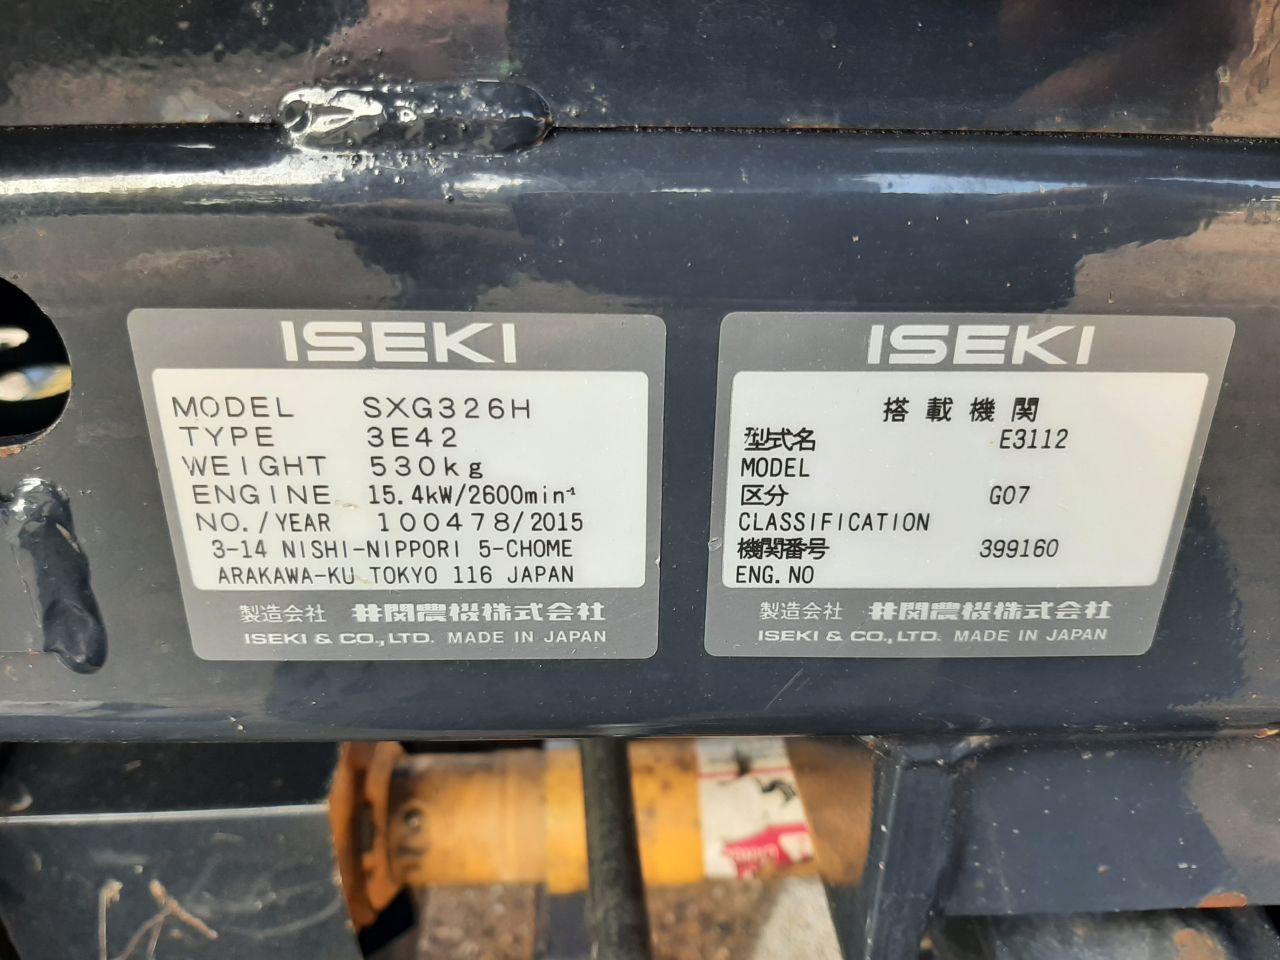 ISEKI
MODEL SXG326H
TYPE 3E42
WEIGHT 530kg
ENGINE 15.4kW/2600min⁻¹
NO./YEAR 100478/2015
3-14 NISHI-NIPPORI 5-CHOME
ARAKAWA-KU TOKYO 116 JAPAN
製造会社 井関農機株式会社
ISEKI & CO.,LTD. MADE IN JAPAN
ISEKI
搭載機関
型式名 E3112
MODEL
区分 G07
CLASSIFICATION
機関番号 399160
ENG.NO
製造会社 井関農機株式会社
ISEKI & CO.,LTD. MADE IN JAPAN